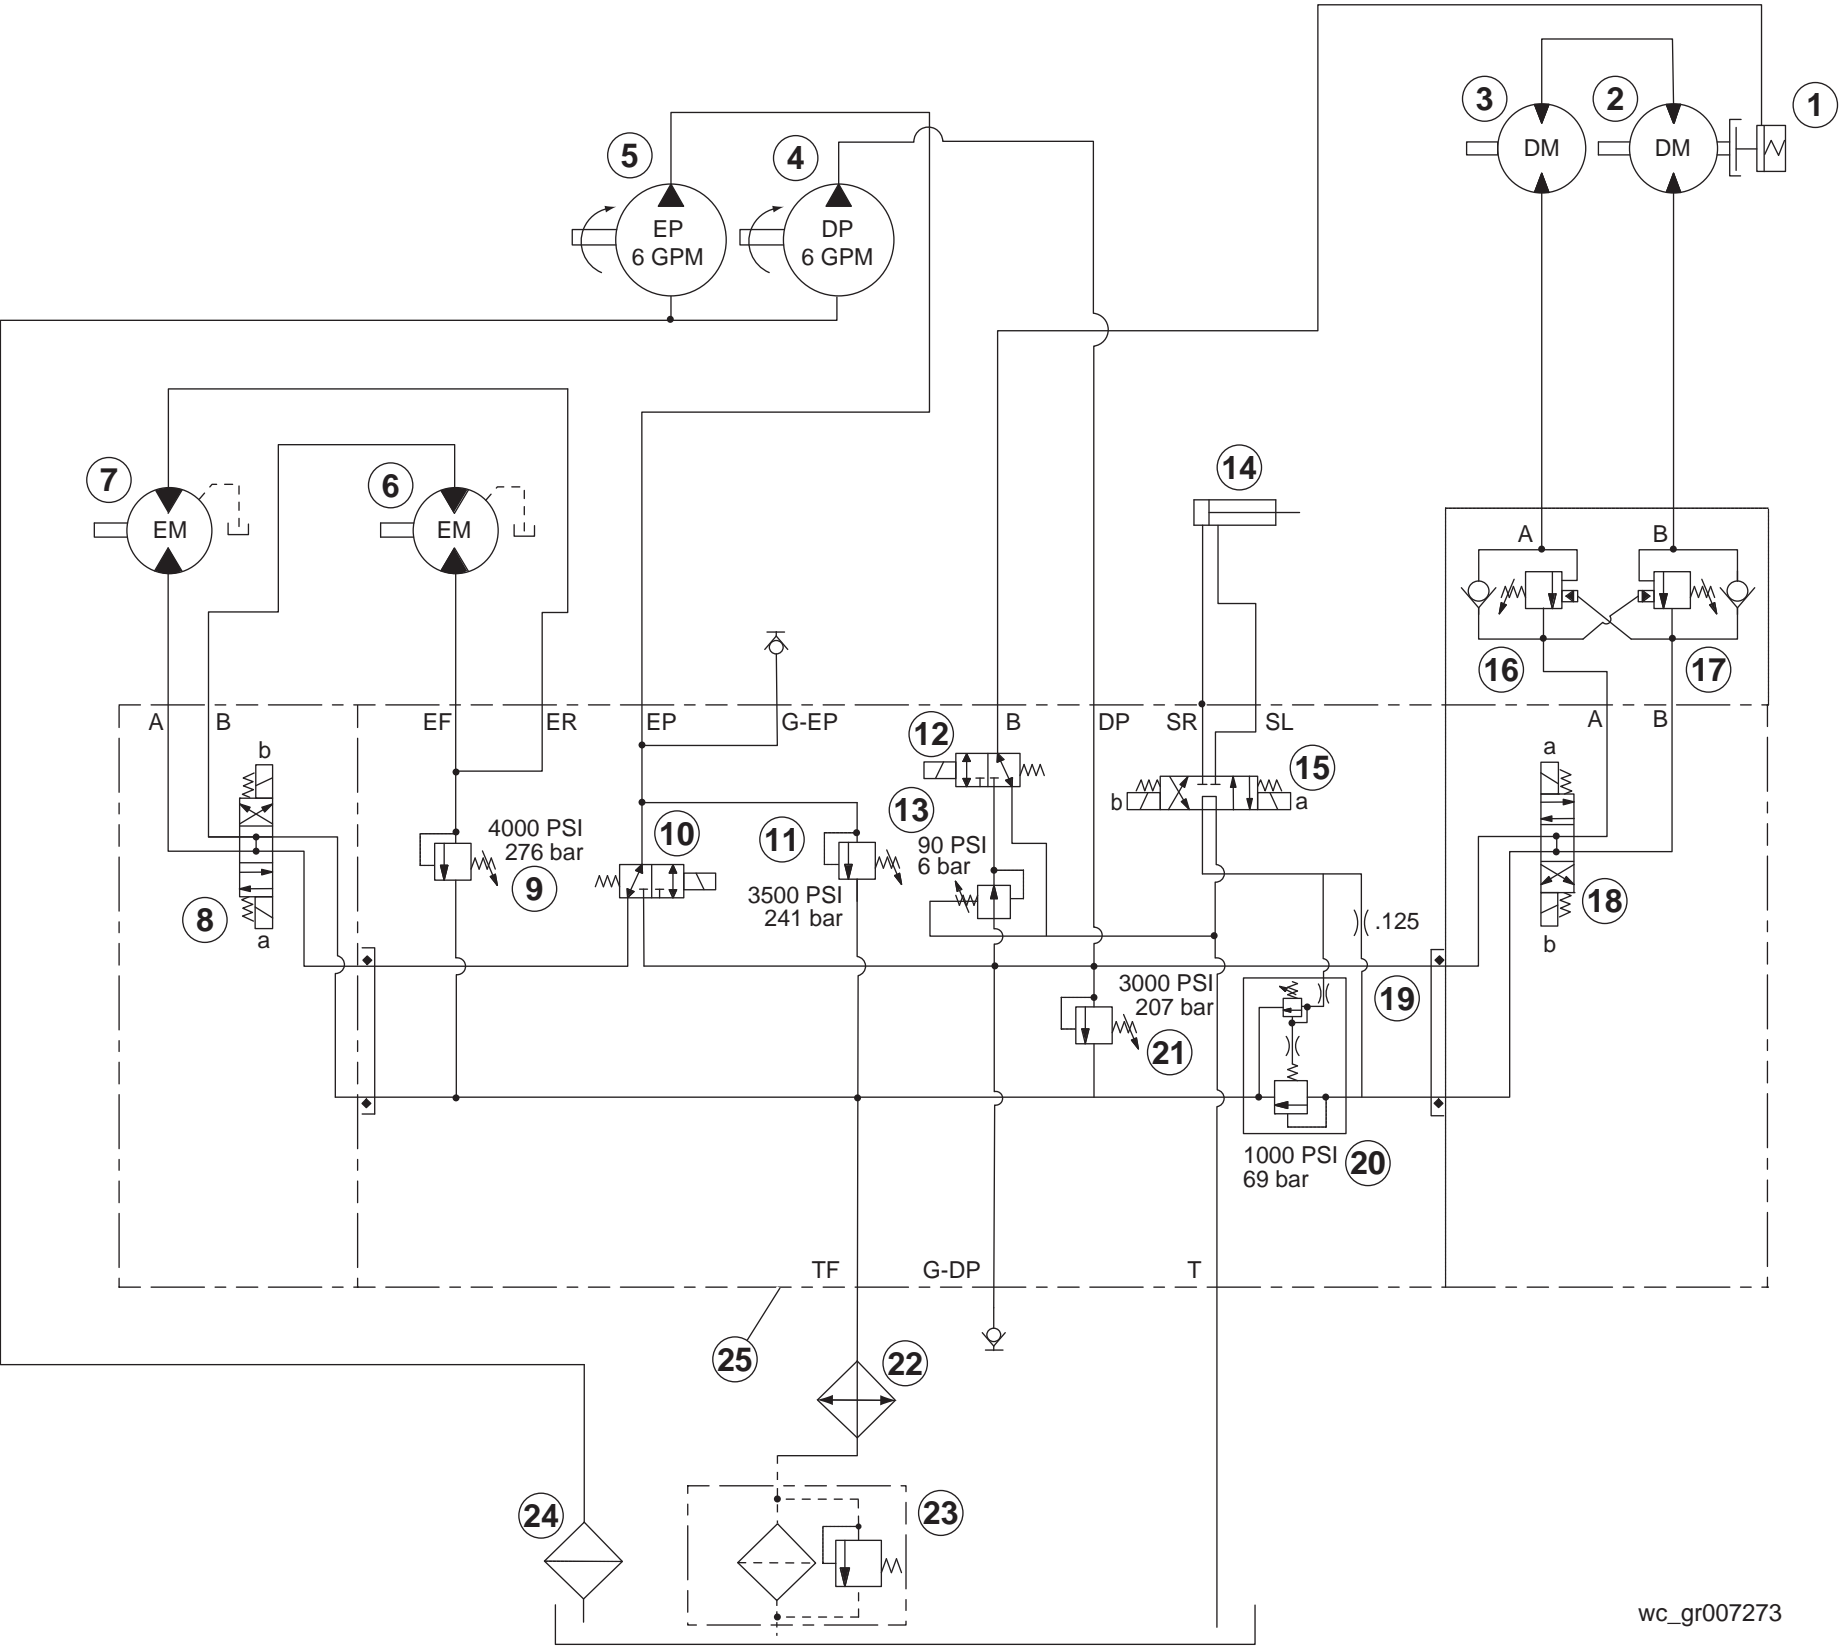 3
2
1
DM
DM
5
4
EP
6 GPM
DP
6 GPM
7
6
EM
EM
14
A
B
16
17
A
B
EF
ER
EP
G-EP
B
DP
SR
SL
A
B
12
b
15
b
a
a
13
90 PSI
6 bar
10
11
4000 PSI
276 bar
9
3500 PSI
241 bar
8
a
.125
18
b
3000 PSI
207 bar
19
21
1000 PSI
69 bar
20
TF
G-DP
T
25
22
24
23
wc_gr007273